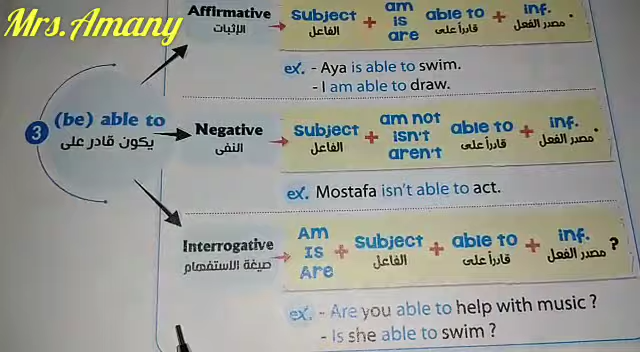 Mrs.Amany
Affirmative
الإثبات
subject + am is are + able to + inf.
الفاعل قادراً على مصدر الفعل
ex. - Aya is able to swim.
- I am able to draw.
3 (be) able to
يكون قادر على
Negative
النفى
subject + am not isn't aren't + able to + inf.
الفاعل قادراً على مصدر الفعل
ex. Mostafa isn't able to act.
Interrogative
صيغة الاستفهام
Am Is Are + subject + able to + inf. ?
الفاعل قادراً على مصدر الفعل
ex. - Are you able to help with music ?
- Is she able to swim ?